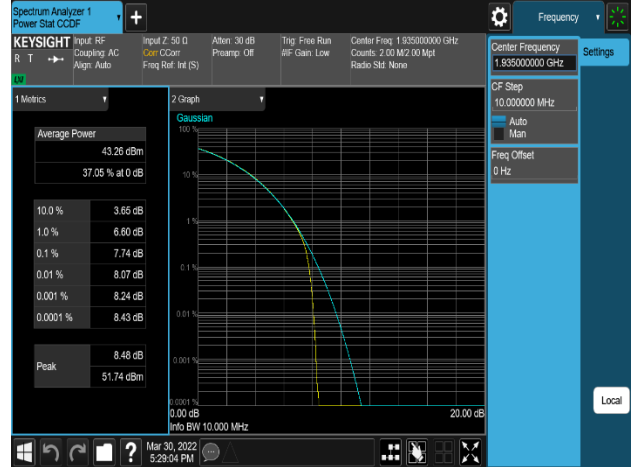 Spectrum Analyzer 1
Power Stat CCDF
+
Frequency
KEYSIGHT
R T
LXI
Input: RF
Coupling: AC
Align: Auto
Input Z: 50 Ω
Corr CCorr
Freq Ref: Int (S)
Atten: 30 dB
Preamp: Off
Trig: Free Run
#IF Gain: Low
Center Freq: 1.935000000 GHz
Counts: 2.00 M/2.00 Mpt
Radio Std: None
Center Frequency
1.935000000 GHz
Settings
CF Step
10.000000 MHz
Auto
Man
Freq Offset
0 Hz
1 Metrics
Average Power
43.26 dBm
37.05 % at 0 dB
10.0 % 3.65 dB
1.0 % 6.60 dB
0.1 % 7.74 dB
0.01 % 8.07 dB
0.001 % 8.24 dB
0.0001 % 8.43 dB
Peak
8.48 dB
51.74 dBm
2 Graph
Gaussian
100 %
10 %
1 %
0.1 %
0.01 %
0.001 %
0.0001 %
0.00 dB 20.00 dB
Info BW 10.000 MHz
Local
?
Mar 30, 2022
5:29:04 PM